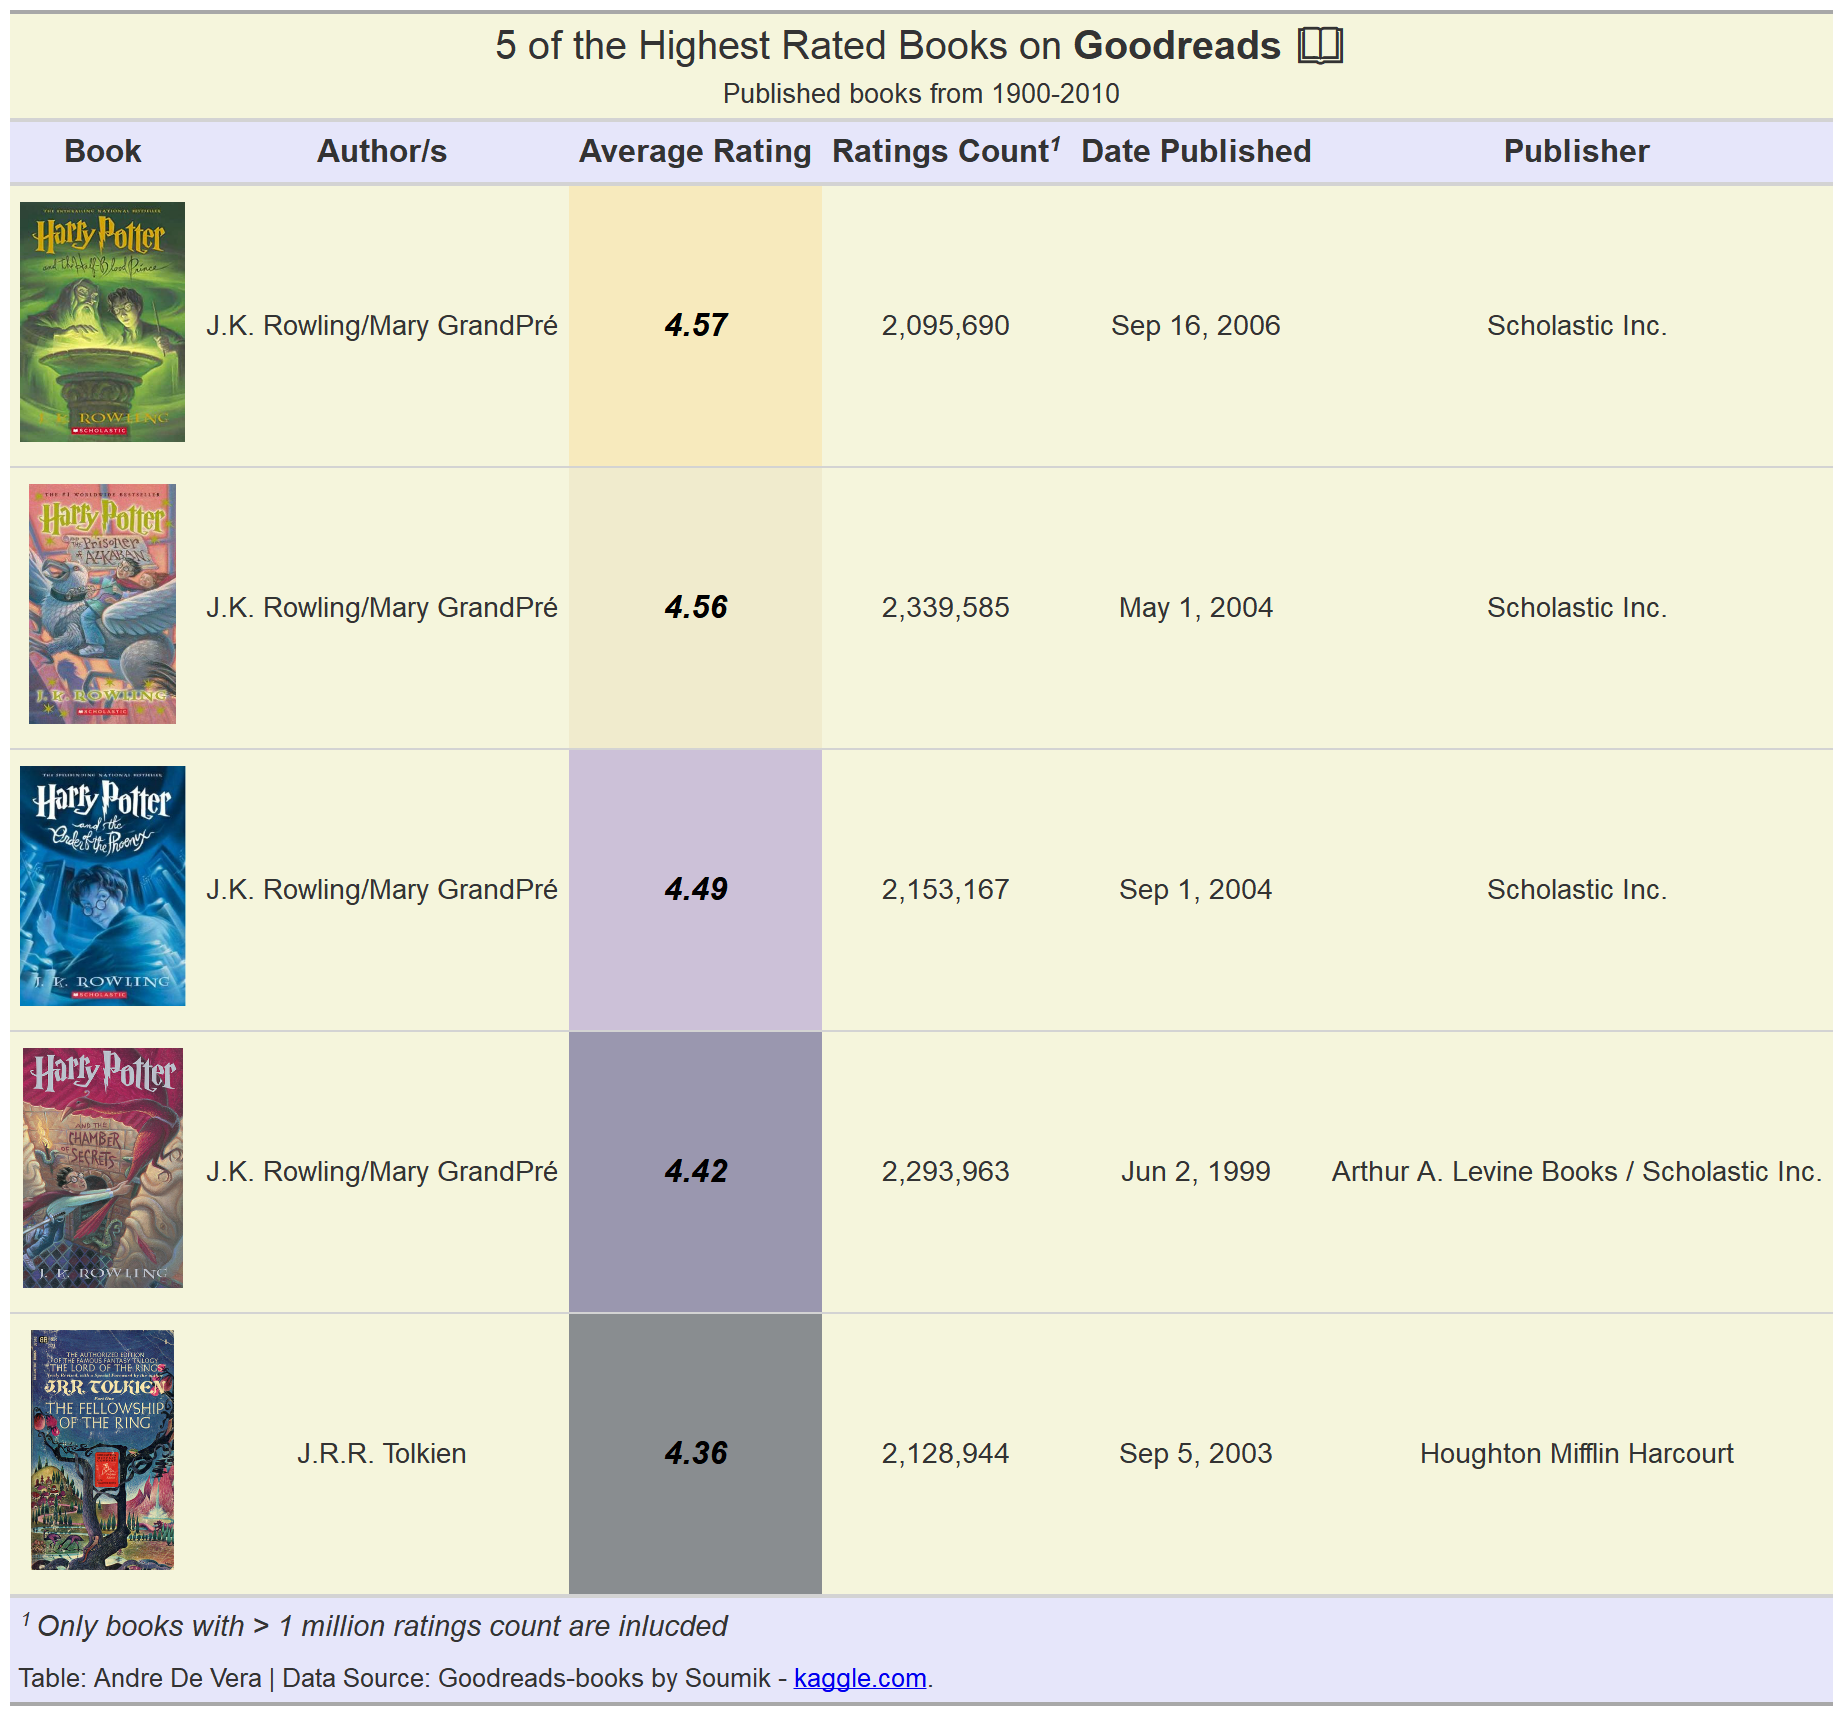 5 of the Highest Rated Books on Goodreads
Published books from 1900-2010
Book Author/s Average Rating Ratings Count¹ Date Published Publisher
Harry Potter
and the Half-Blood Prince
J. K. ROWLING
SCHOLASTIC
J.K. Rowling/Mary GrandPré 4.57 2,095,690 Sep 16, 2006 Scholastic Inc.
THE #1 WORLDWIDE BESTSELLER
Harry Potter
AND THE Prisoner
OF AZKABAN
J. K. ROWLING
SCHOLASTIC
J.K. Rowling/Mary GrandPré 4.56 2,339,585 May 1, 2004 Scholastic Inc.
Harry Potter
and the
Order of the Phoenix
J. K. ROWLING
SCHOLASTIC
J.K. Rowling/Mary GrandPré 4.49 2,153,167 Sep 1, 2004 Scholastic Inc.
Harry Potter
AND THE
CHAMBER
OF SECRETS
J. K. ROWLING
J.K. Rowling/Mary GrandPré 4.42 2,293,963 Jun 2, 1999 Arthur A. Levine Books / Scholastic Inc.
THE AUTHORIZED EDITION
OF THE FAMOUS FANTASY TRILOGY
THE LORD OF THE RINGS
J.R.R. TOLKIEN
THE FELLOWSHIP
OF THE RING
J.R.R. Tolkien 4.36 2,128,944 Sep 5, 2003 Houghton Mifflin Harcourt
¹ Only books with > 1 million ratings count are inlucded
Table: Andre De Vera | Data Source: Goodreads-books by Soumik - kaggle.com.